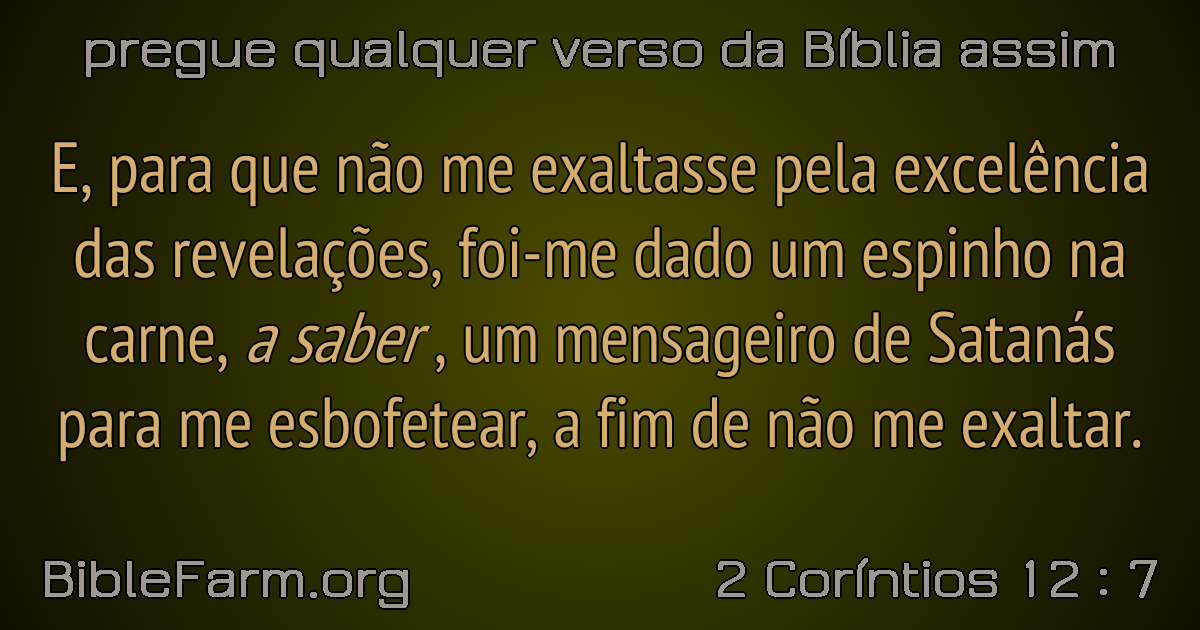 pregue qualquer verso da Bíblia assim
E, para que não me exaltasse pela excelência
das revelações, foi-me dado um espinho na
carne, a saber , um mensageiro de Satanás
para me esbofetear, a fim de não me exaltar.
BibleFarm.org
2 Coríntios 12 : 7